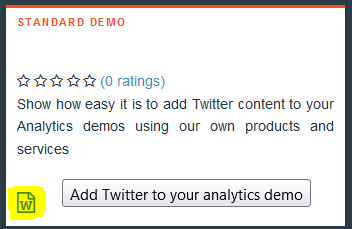 STANDARD DEMO
(0 ratings)
Show how easy it is to add Twitter content to your
Analytics demos using our own products and
services
W
Add Twitter to your analytics demo